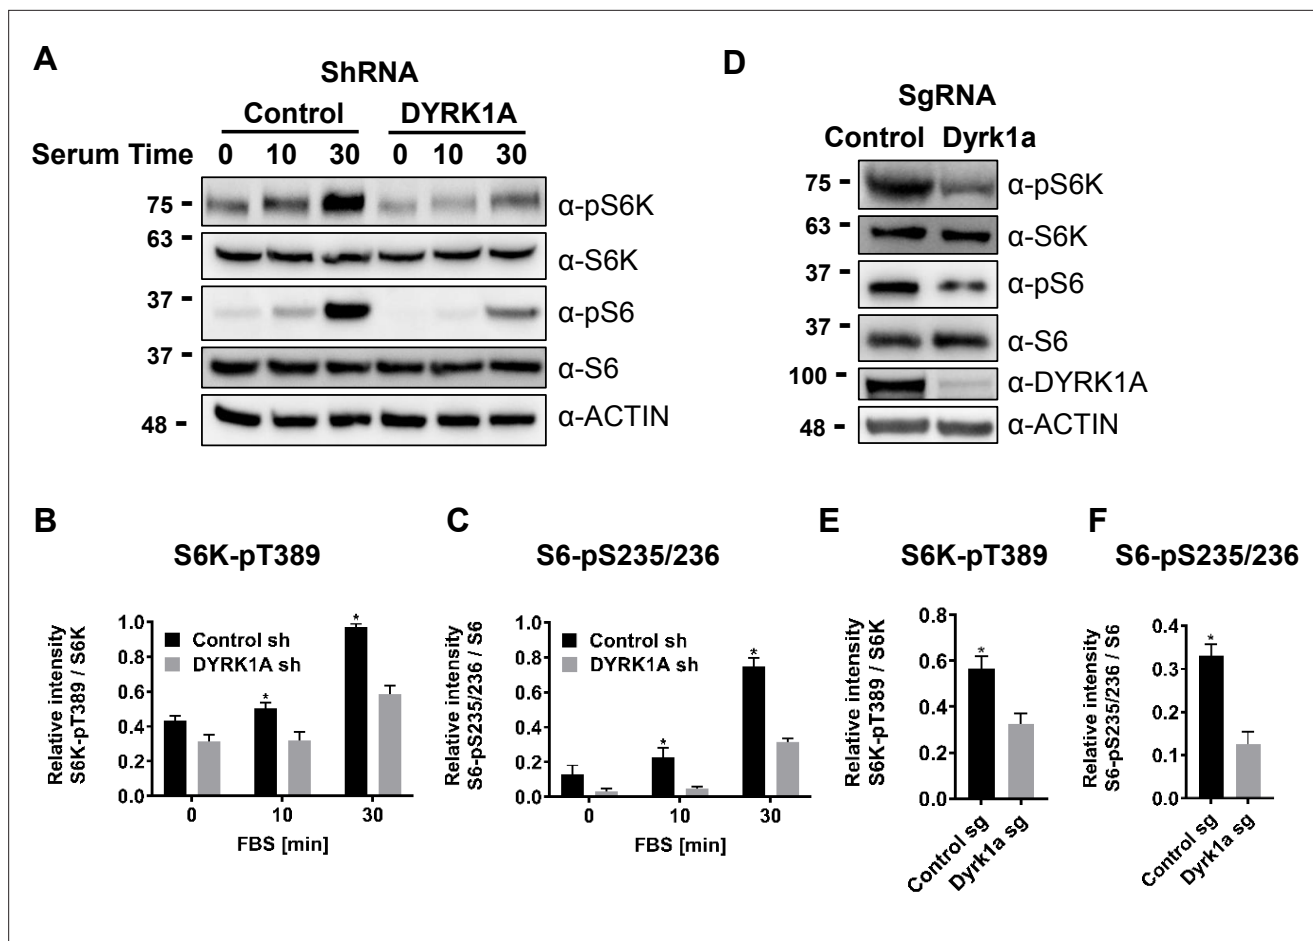 A
ShRNA
Control DYRK1A
Serum Time 0 10 30 0 10 30
75 α-pS6K
63 α-S6K
37 α-pS6
37 α-S6
48 α-ACTIN
D
SgRNA
Control Dyrk1a
75 α-pS6K
63 α-S6K
37 α-pS6
37 α-S6
100 α-DYRK1A
48 α-ACTIN
B
S6K-pT389
Relative intensity
S6K-pT389 / S6K
1.0
0.8
0.6
0.4
0.2
0.0
Control sh
DYRK1A sh
* *
0 10 30
FBS [min]
C
S6-pS235/236
Relative intensity
S6-pS235/236 / S6
1.0
0.8
0.6
0.4
0.2
0.0
Control sh
DYRK1A sh
* *
0 10 30
FBS [min]
E
S6K-pT389
Relative intensity
S6K-pT389 / S6K
0.8
0.6
0.4
0.2
0.0
*
Control sg
Dyrk1a sg
F
S6-pS235/236
Relative intensity
S6-pS235/236 / S6
0.4
0.3
0.2
0.1
0.0
*
Control sg
Dyrk1a sg